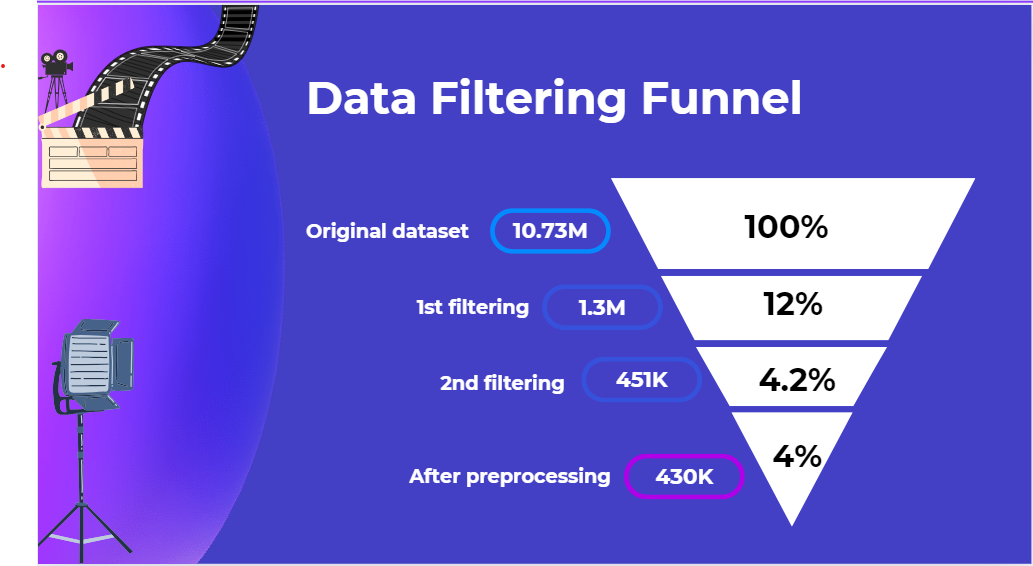 Data Filtering Funnel
Original dataset 10.73M 100%
1st filtering 1.3M 12%
2nd filtering 451K 4.2%
After preprocessing 430K 4%